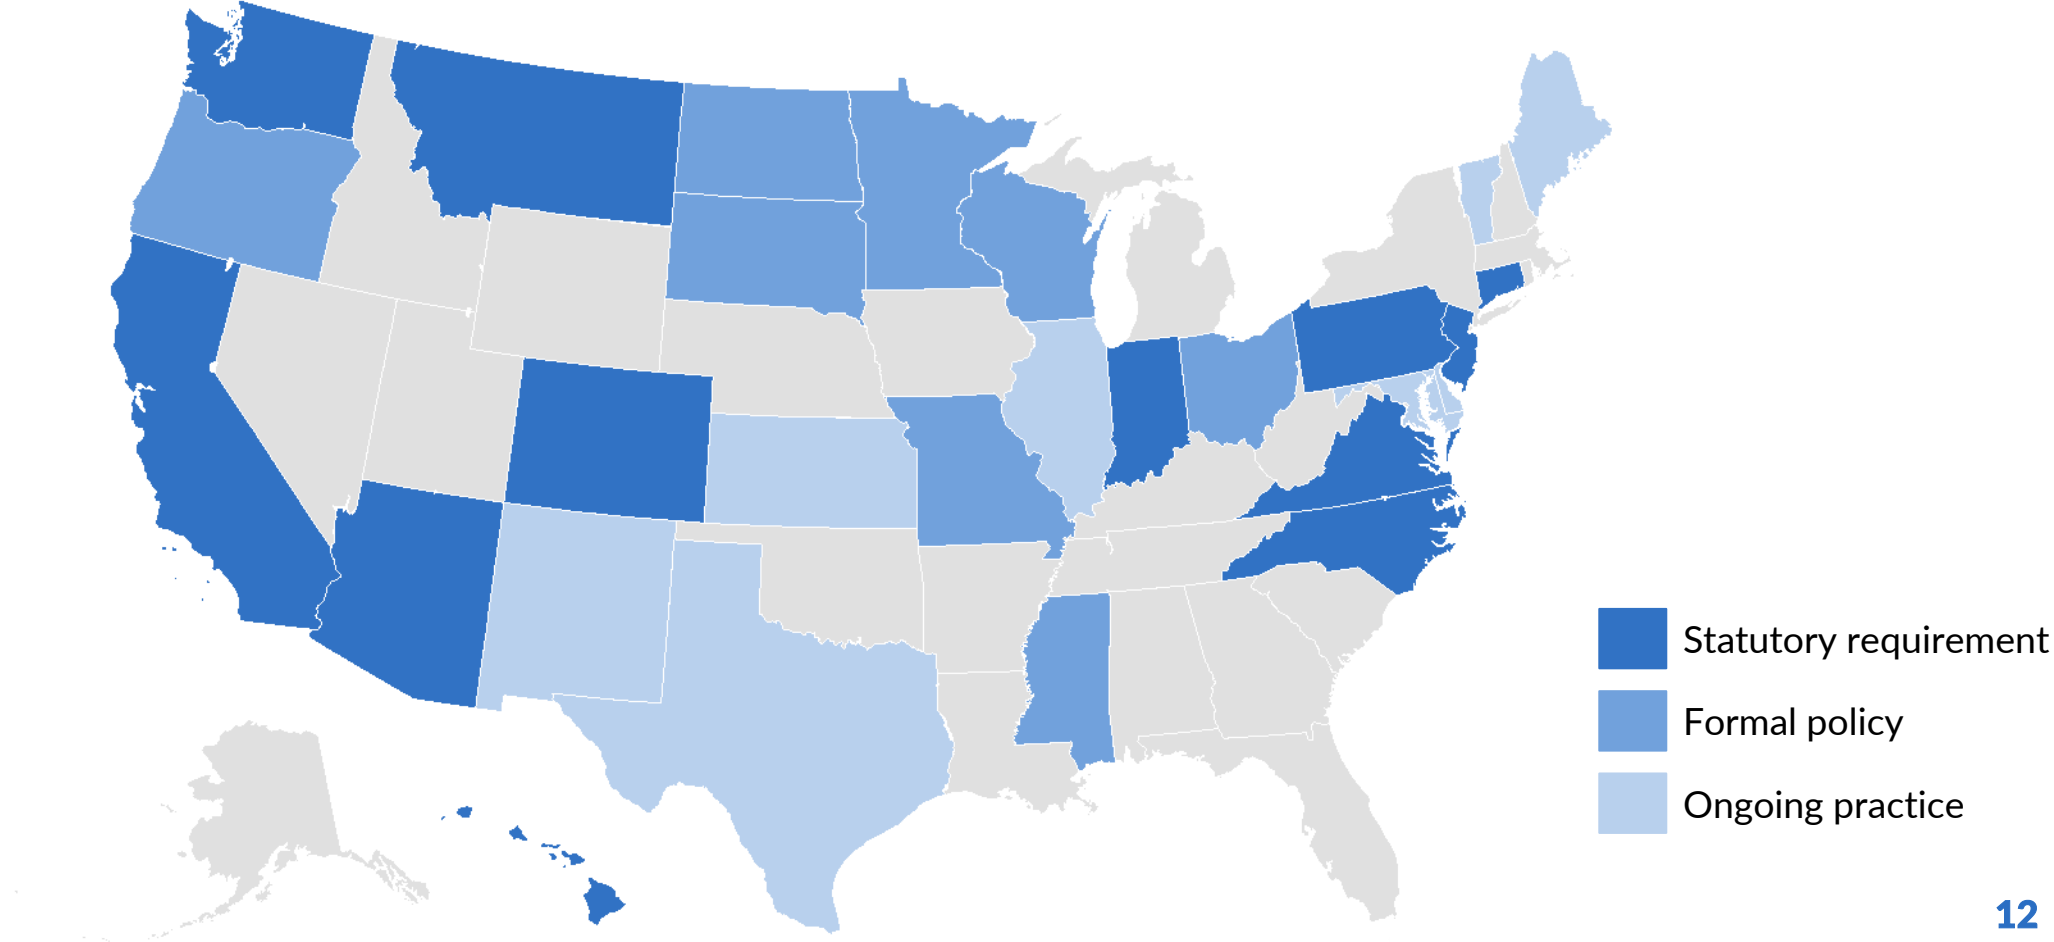 Statutory requirement
Formal policy
Ongoing practice
12